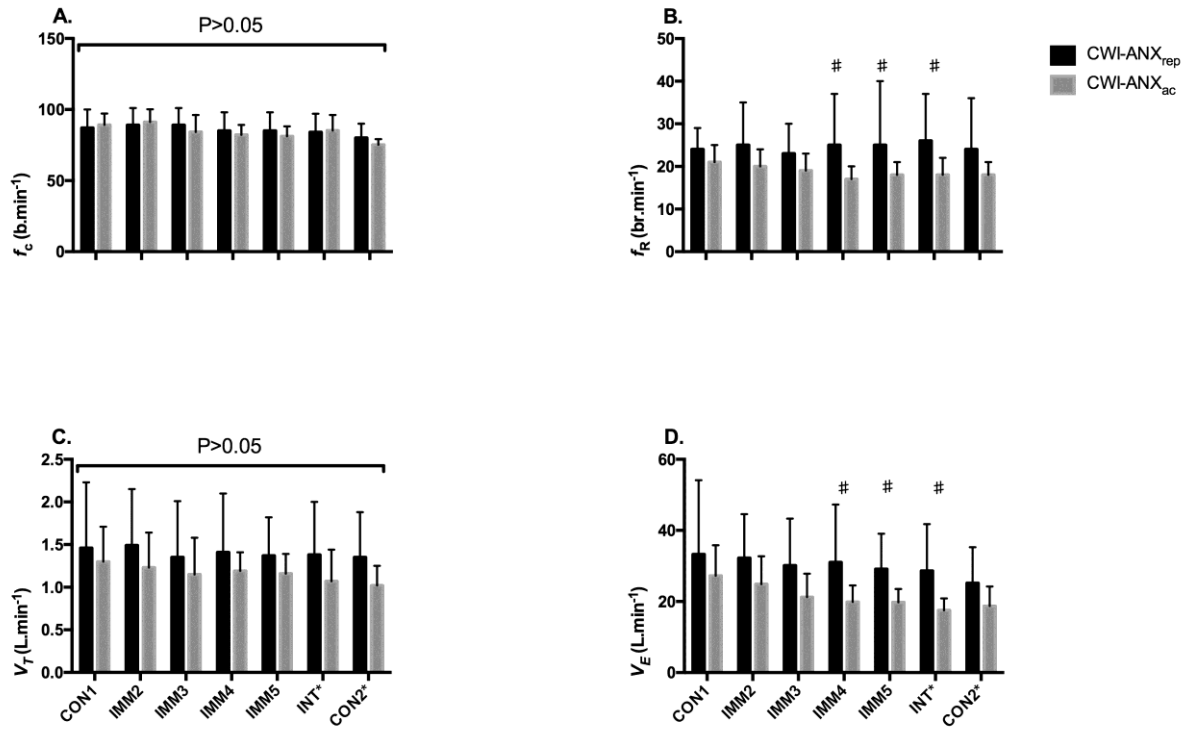 A.
P>0.05
150
100
50
0
fc (b.min-1)
B.
50
40
30
20
10
0
fR (br.min-1)
# # #
CWI-ANXrep
CWI-ANXac
C.
P>0.05
2.5
2.0
1.5
1.0
0.5
0.0
VT (L.min-1)
CON1 IMM2 IMM3 IMM4 IMM5 INT* CON2*
D.
60
40
20
0
VE (L.min-1)
# # #
CON1 IMM2 IMM3 IMM4 IMM5 INT* CON2*